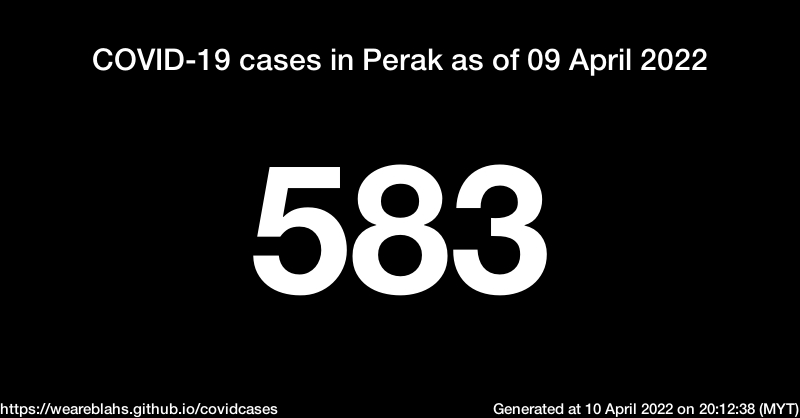 COVID-19 cases in Perak as of 09 April 2022
583
https://weareblahs.github.io/covidcases
Generated at 10 April 2022 on 20:12:38 (MYT)